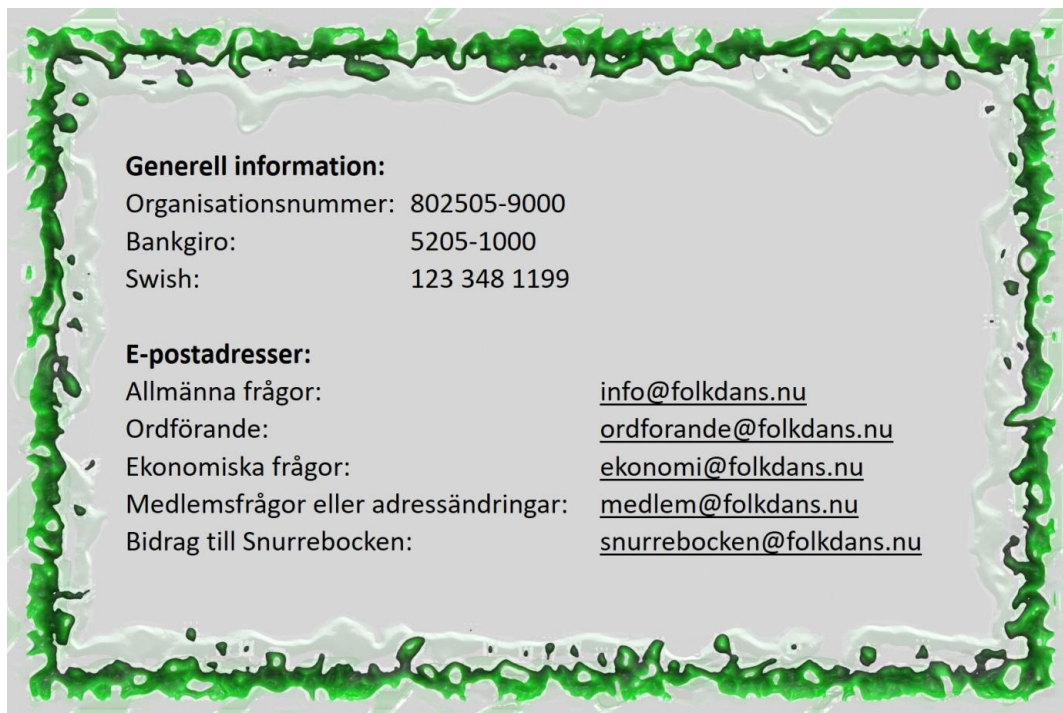 Generell information:
Organisationsnummer: 802505-9000
Bankgiro: 5205-1000
Swish: 123 348 1199
E-postadresser:
Allmänna frågor: info@folkdans.nu
Ordförande: ordforande@folkdans.nu
Ekonomiska frågor: ekonomi@folkdans.nu
Medlemsfrågor eller adressändringar: medlem@folkdans.nu
Bidrag till Snurrebocken: snurrebocken@folkdans.nu